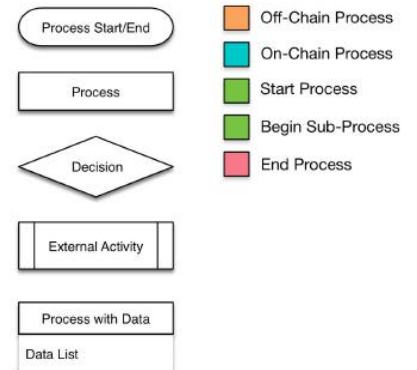 Process Start/End
Process
Decision
External Activity
Process with Data
Data List
Off-Chain Process
On-Chain Process
Start Process
Begin Sub-Process
End Process